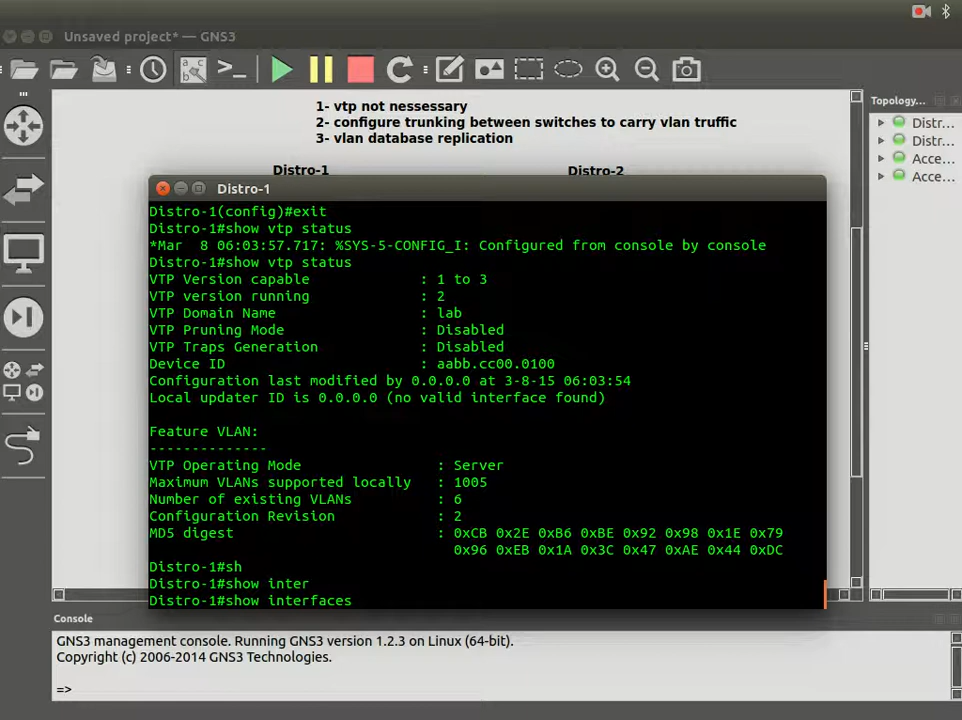 Unsaved project* — GNS3
1- vtp not nessessary
2- configure trunking between switches to carry vlan truffic
3- vlan database replication
Distro-1
Distro-2
Topology...
Distr...
Distr...
Acce...
Acce...
Distro-1
Distro-1(config)#exit
Distro-1#show vtp status
*Mar  8 06:03:57.717: %SYS-5-CONFIG_I: Configured from console by console
Distro-1#show vtp status
VTP Version capable             : 1 to 3
VTP version running             : 2
VTP Domain Name                 : lab
VTP Pruning Mode                : Disabled
VTP Traps Generation            : Disabled
Device ID                       : aabb.cc00.0100
Configuration last modified by 0.0.0.0 at 3-8-15 06:03:54
Local updater ID is 0.0.0.0 (no valid interface found)
Feature VLAN:
--------------
VTP Operating Mode                : Server
Maximum VLANs supported locally   : 1005
Number of existing VLANs          : 6
Configuration Revision            : 2
MD5 digest                        : 0xCB 0x2E 0xB6 0xBE 0x92 0x98 0x1E 0x79
0x96 0xEB 0x1A 0x3C 0x47 0xAE 0x44 0xDC
Distro-1#sh
Distro-1#show inter
Distro-1#show interfaces
Console
GNS3 management console. Running GNS3 version 1.2.3 on Linux (64-bit).
Copyright (c) 2006-2014 GNS3 Technologies.
=>